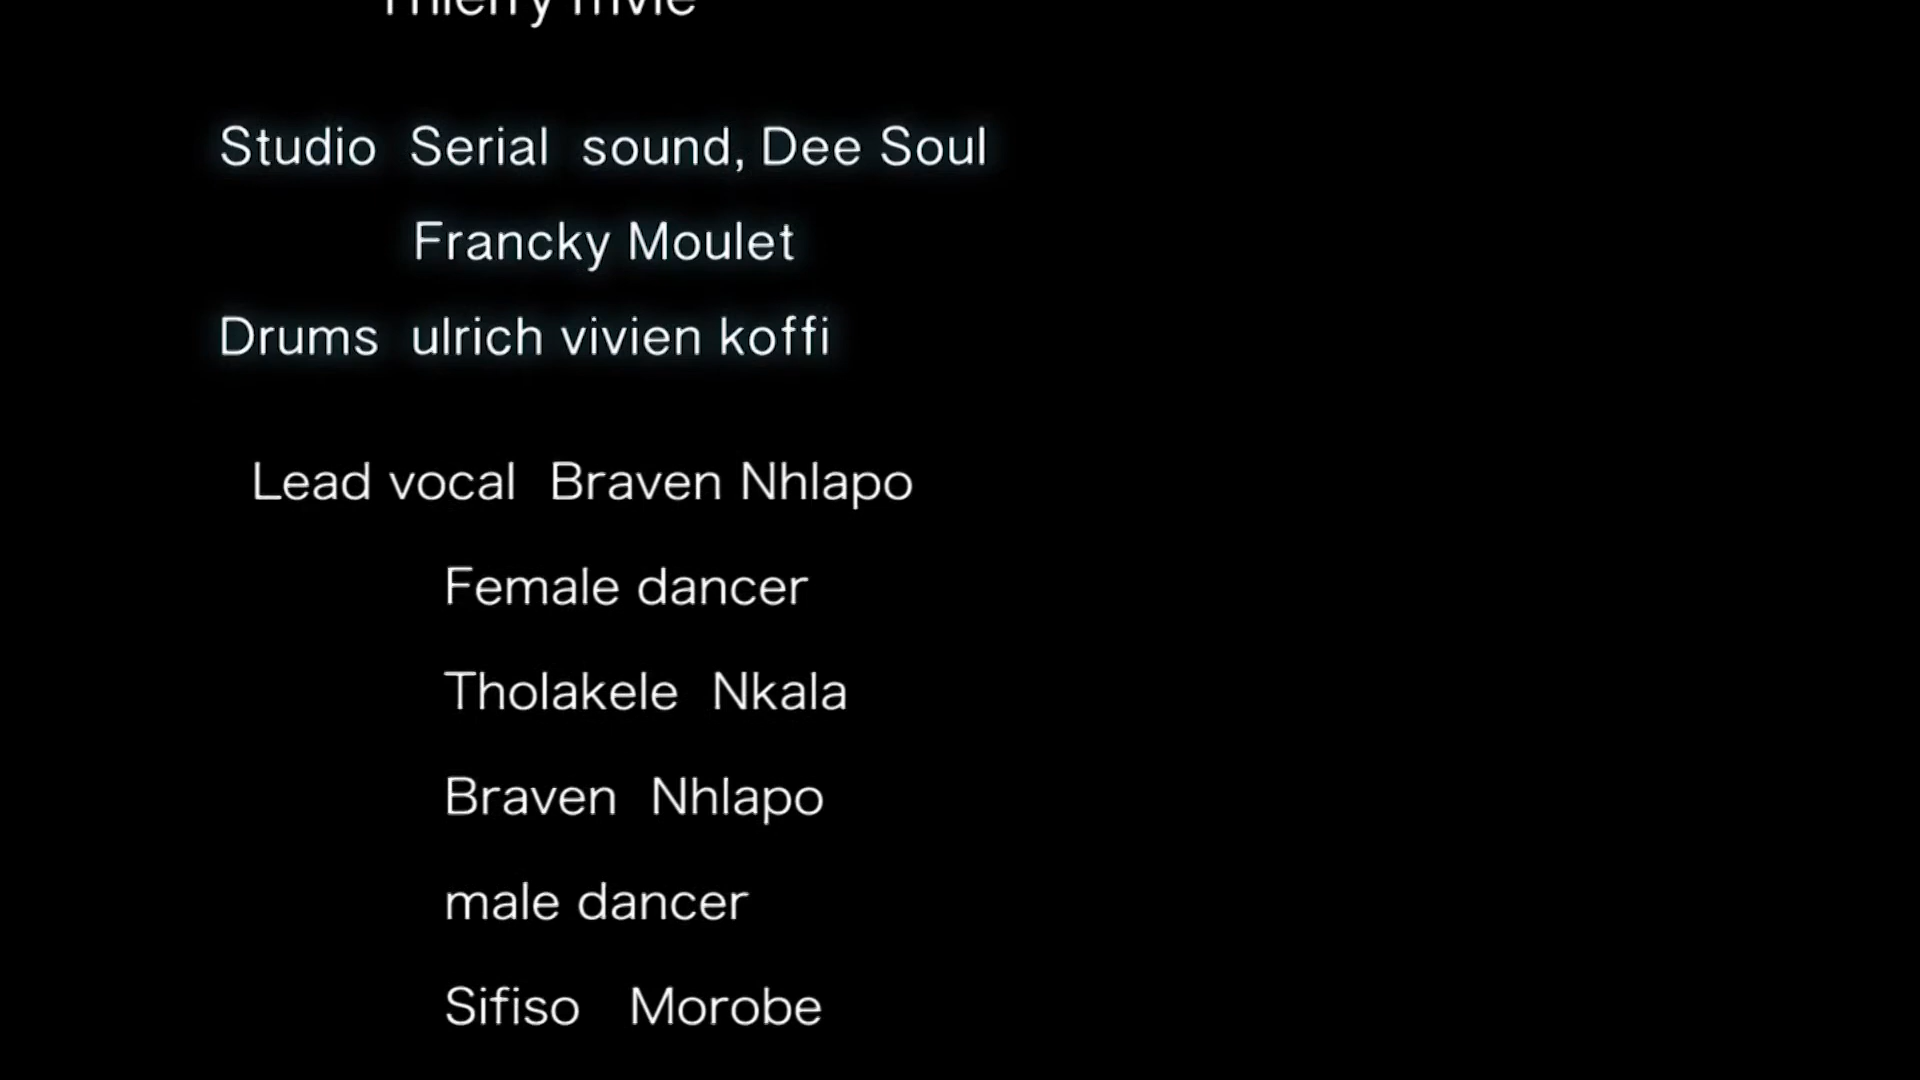 Thierry
Studio  Serial  sound, Dee Soul
Francky Moulet
Drums  ulrich vivien koffi
Lead vocal  Braven Nhlapo
Female dancer
Tholakele  Nkala
Braven  Nhlapo
male dancer
Sifiso  Morobe